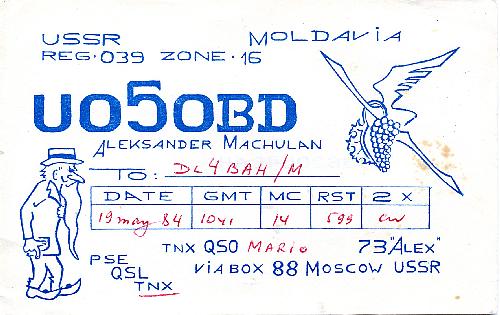 USSR MOLDAVIA
REG·039 ZONE·16
UO5OBD
ALEKSANDER MACHULAN
TO: DL4BAH/M
DATE GMT MC RST 2X
19 may 84 1041 14 599 cw
TNX QSO MARIO 73 "ALEX"
PSE QSL TNX VIA BOX 88 MOSCOW USSR